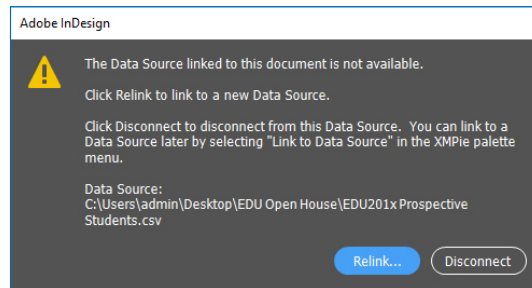 Adobe InDesign
The Data Source linked to this document is not available.
Click Relink to link to a new Data Source.
Click Disconnect to disconnect from this Data Source.  You can link to a
Data Source later by selecting "Link to Data Source" in the XMPie palette
menu.
Data Source:
C:\Users\admin\Desktop\EDU Open House\EDU201x Prospective
Students.csv
Relink... Disconnect